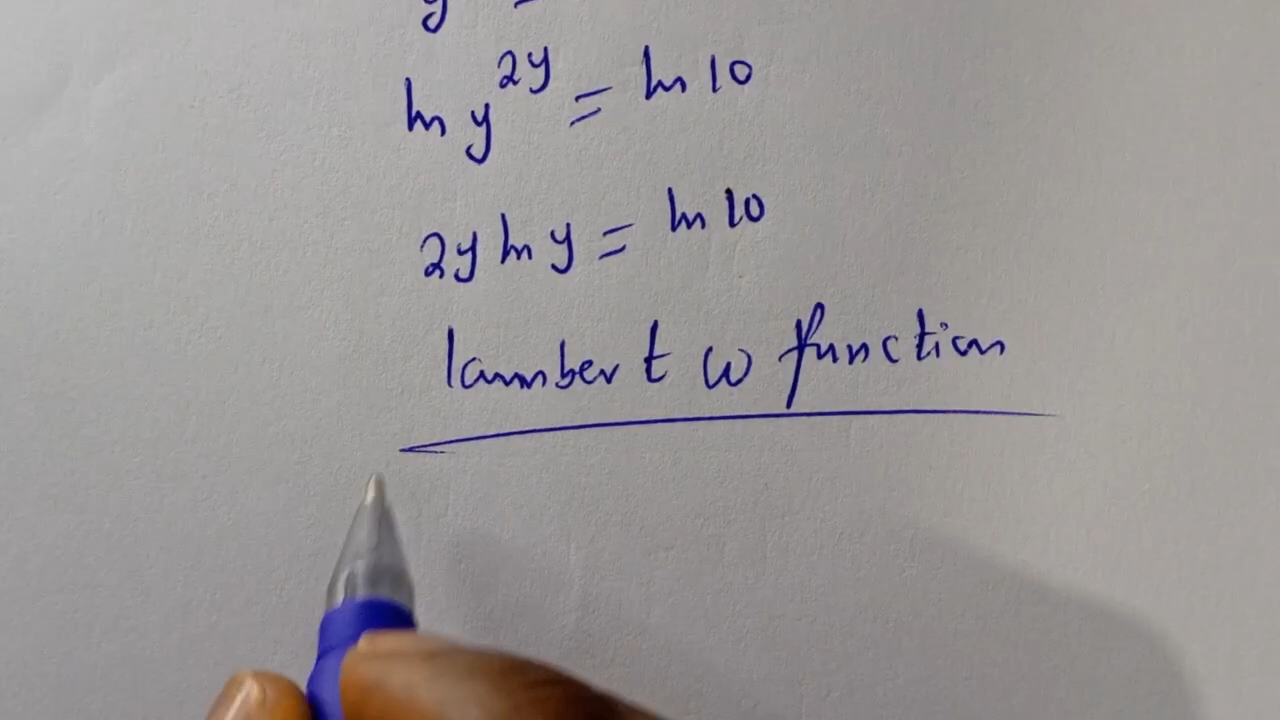 ln y^2y = ln 10
2y ln y = ln 10
lambert w function